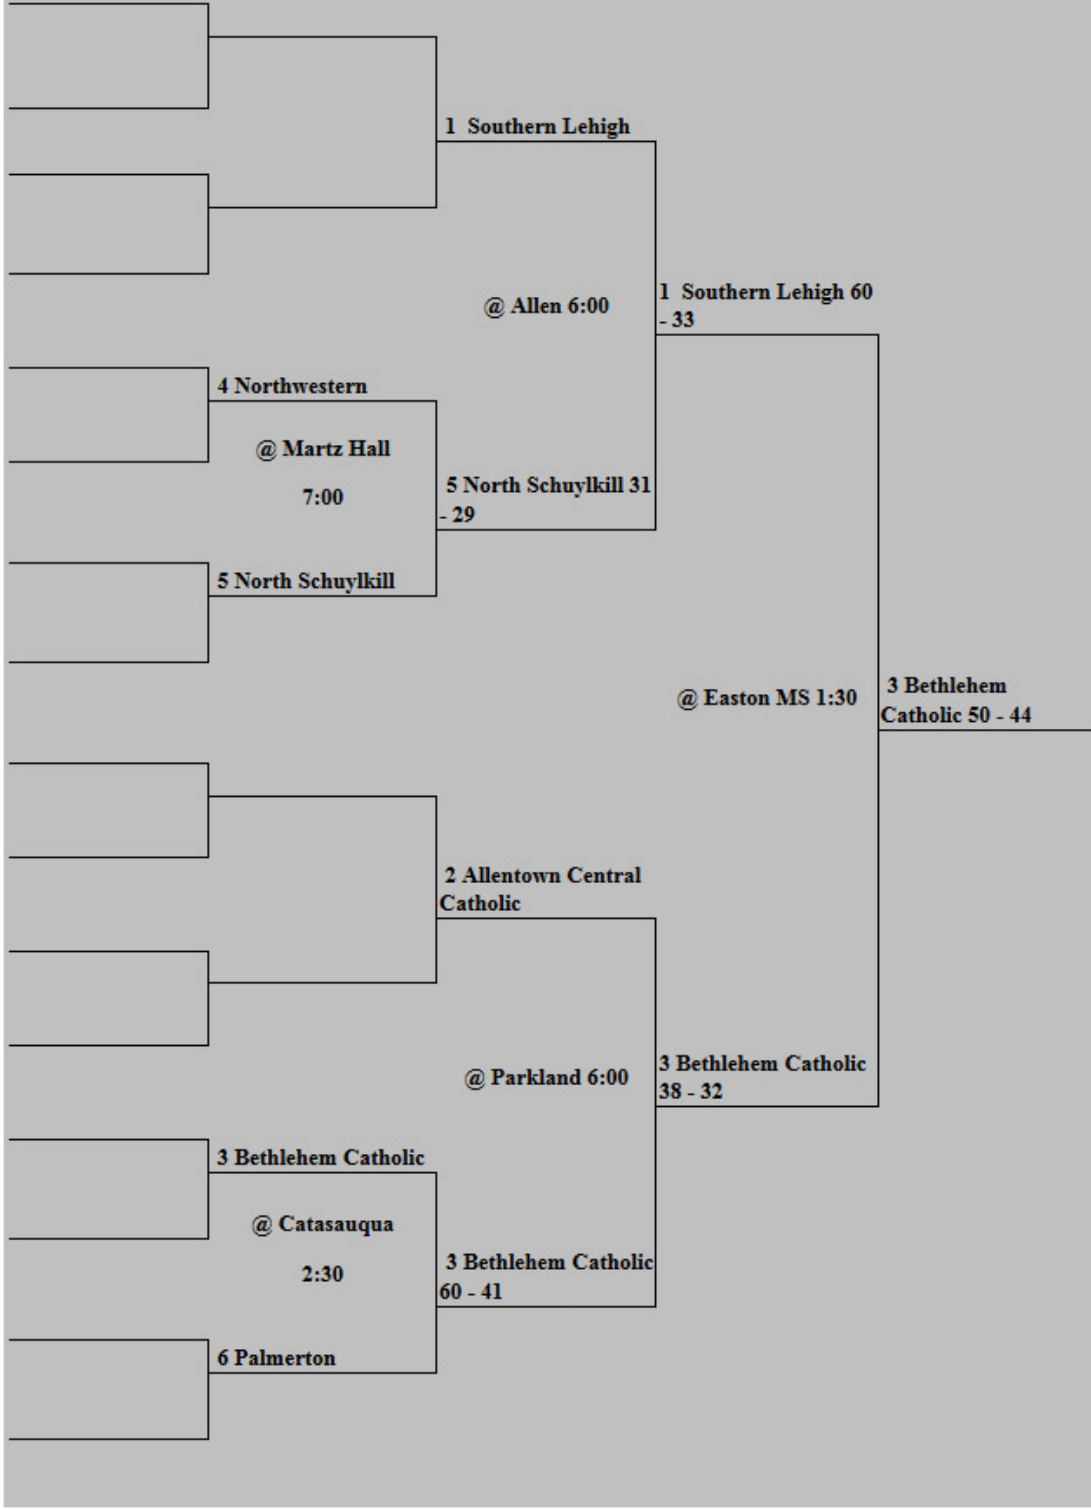 1  Southern Lehigh
1  Southern Lehigh 60
- 33
@ Allen 6:00
4 Northwestern
@ Martz Hall
7:00
5 North Schuylkill 31
- 29
5 North Schuylkill
3 Bethlehem
Catholic 50 - 44
@ Easton MS 1:30
2 Allentown Central
Catholic
3 Bethlehem Catholic
38 - 32
@ Parkland 6:00
3 Bethlehem Catholic
@ Catasauqua
2:30
3 Bethlehem Catholic
60 - 41
6 Palmerton